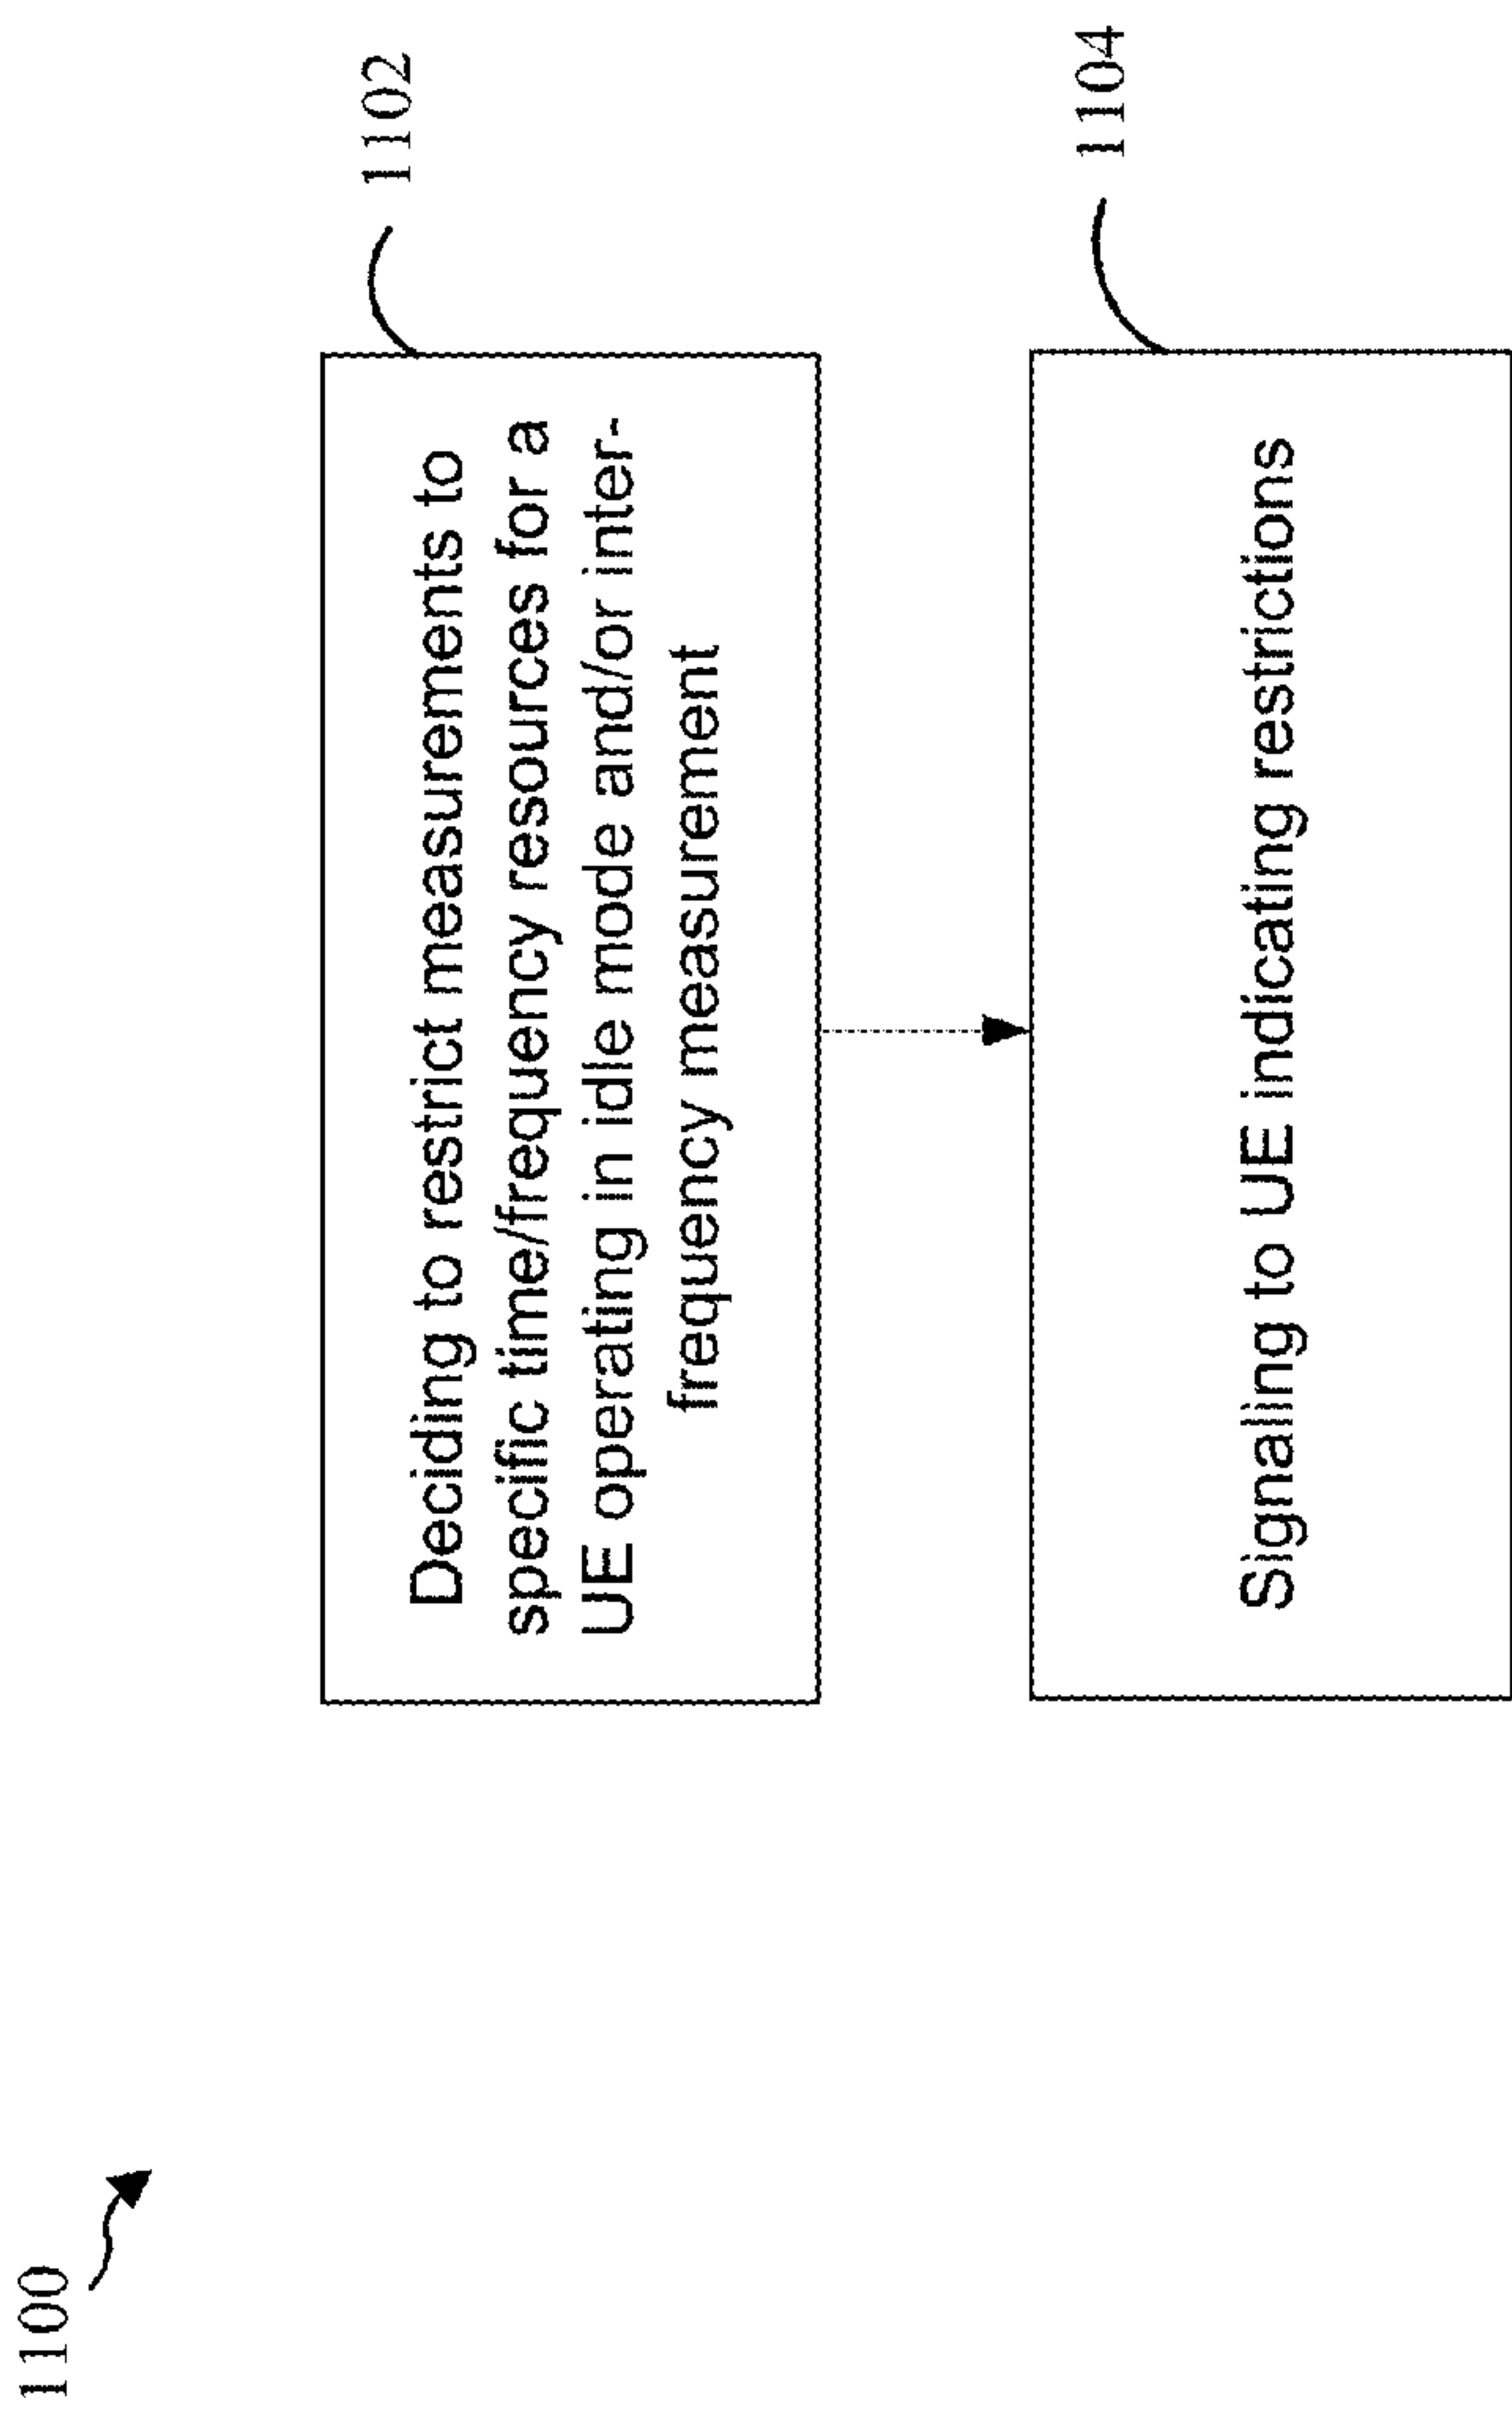 1100
1102
Deciding to restrict measurements to
specific time/frequency resources for a
UE operating in idle mode and/or inter-
frequency measurement
1104
Signaling to UE indicating restrictions